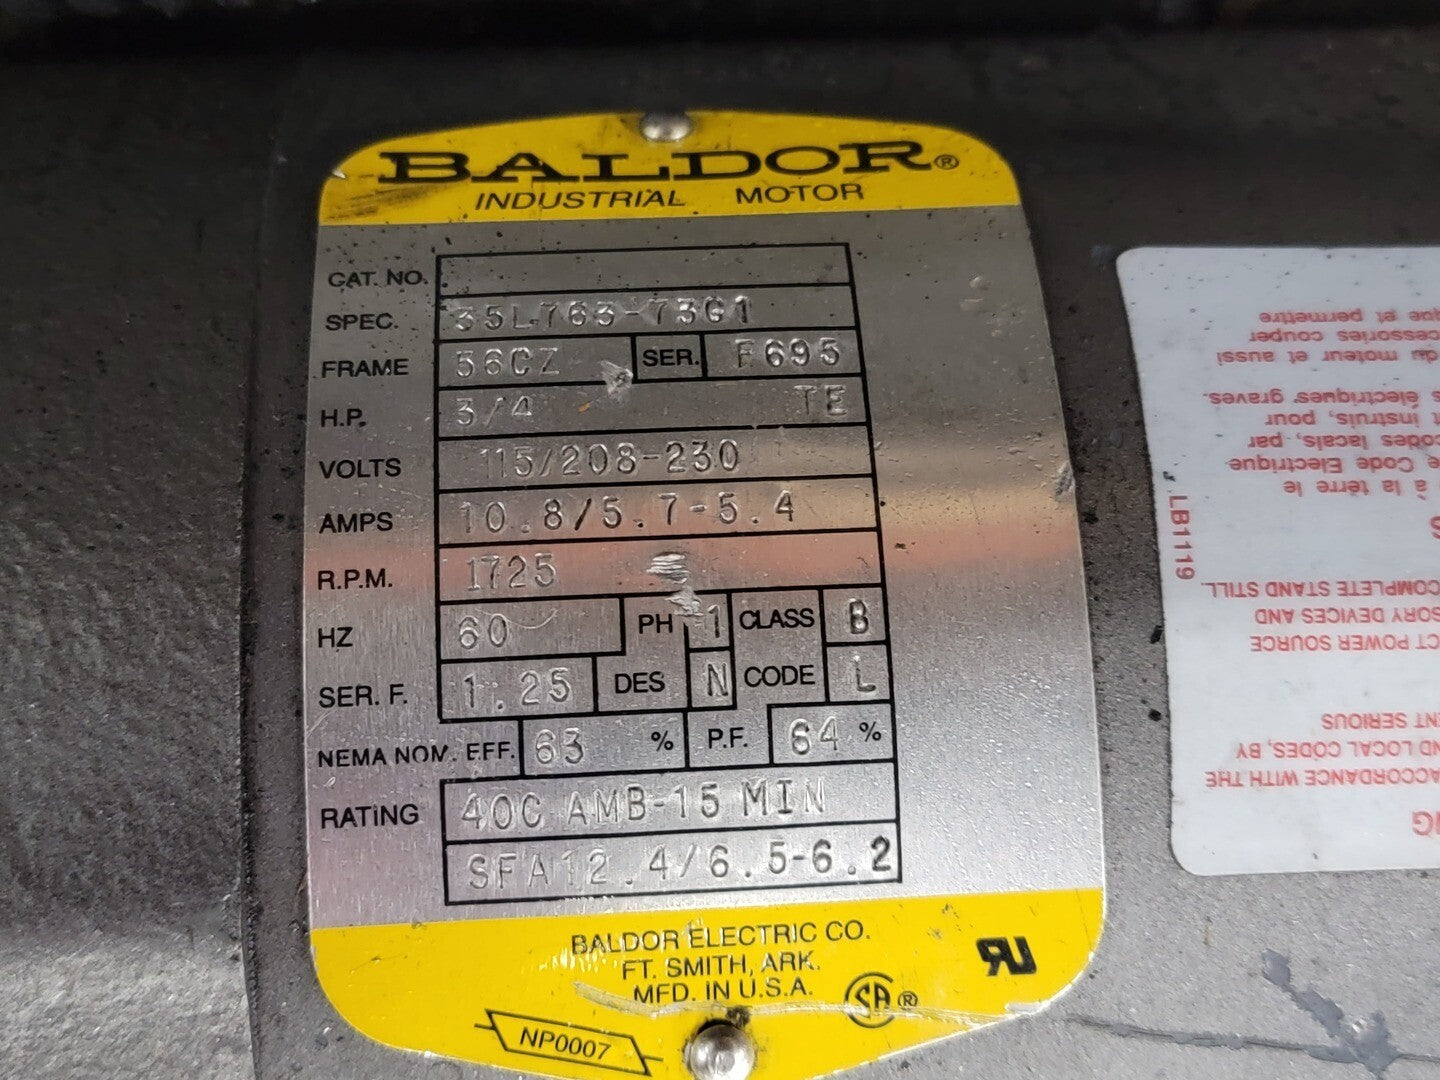 BALDOR®
INDUSTRIAL MOTOR
CAT. NO.
SPEC. 35L763-73G1
FRAME 56CZ SER. F695
H.P. 3/4 TE
VOLTS 115/208-230
AMPS 10.8/5.7-5.4
R.P.M. 1725
HZ 60 PH 1 CLASS B
SER. F. 1.25 DES N CODE L
NEMA NOM. EFF. 63 % P.F. 64 %
RATING 40C AMB-15 MIN
SFA12.4/6.5-6.2
BALDOR ELECTRIC CO.
FT. SMITH, ARK.
MFD. IN U.S.A.
SA®
NP0007
ACCORDANCE WITH THE
ND LOCAL CODES, BY
ENT SERIOUS
CT POWER SOURCE
SORY DEVICES AND
COMPLETE STAND STILL.
LB1119
à la terre le
e Code Electrique
codes locals, par
t instruis, pour
s électriques graves.
du moteur et aussi
cessories couper
que et permettre